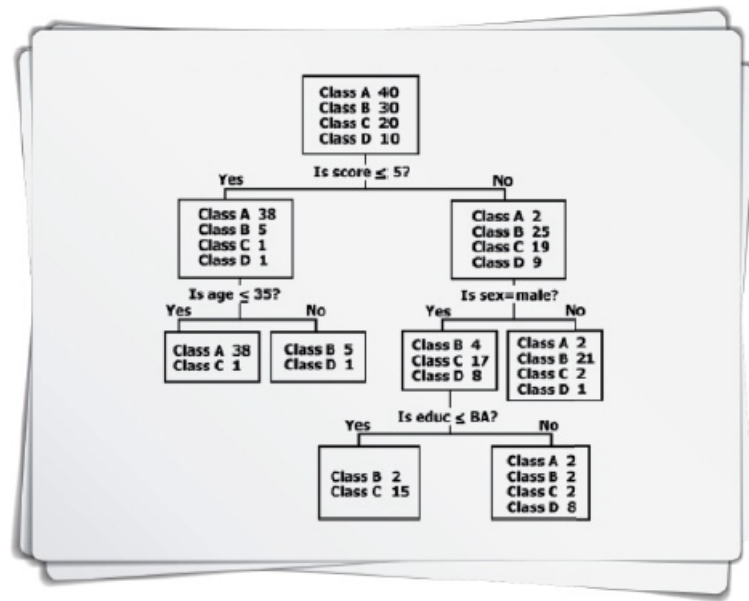 Class A 40
Class B 30
Class C 20
Class D 10
Is score ≤ 5?
Yes
No
Class A 38
Class B 5
Class C 1
Class D 1
Class A 2
Class B 25
Class C 19
Class D 9
Is age ≤ 35?
Is sex=male?
Yes
No
Yes
No
Class A 38
Class C 1
Class B 5
Class D 1
Class B 4
Class C 17
Class D 8
Class A 2
Class B 21
Class C 2
Class D 1
Is educ ≤ BA?
Yes
No
Class B 2
Class C 15
Class A 2
Class B 2
Class C 2
Class D 8